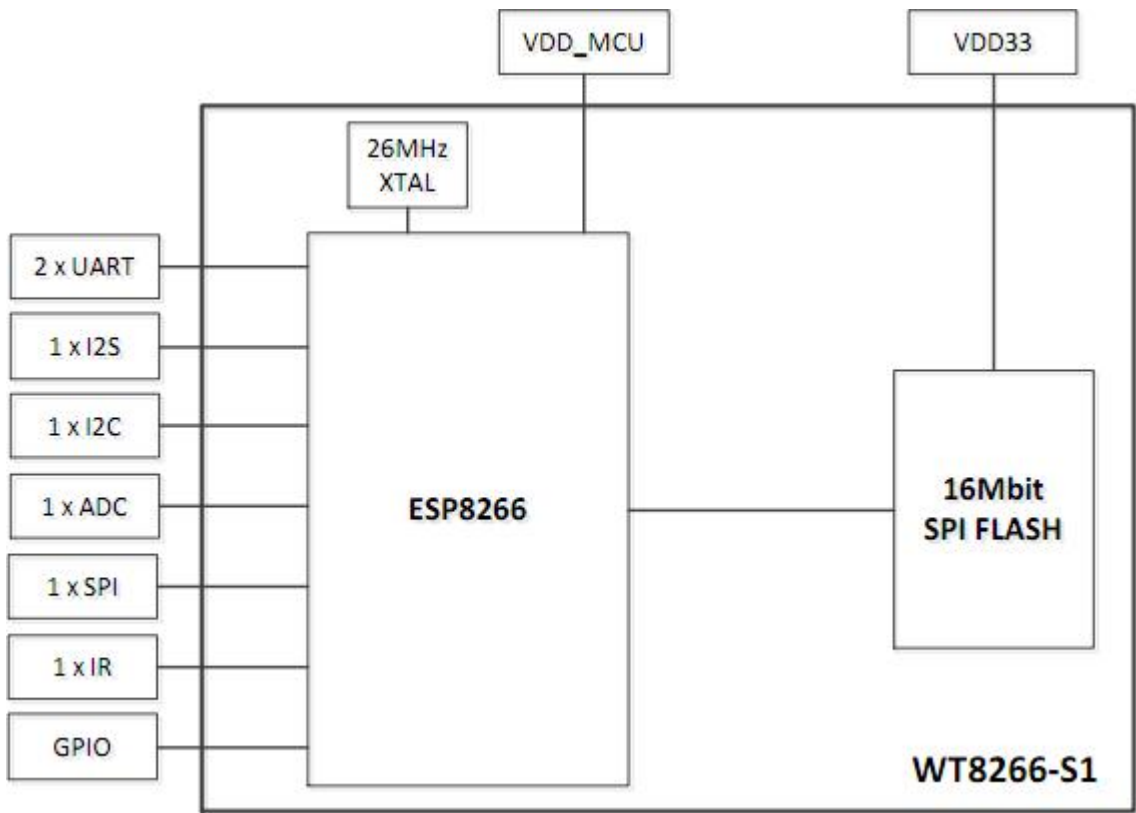 VDD_MCU
VDD33
26MHz
XTAL
2 x UART
1 x I2S
1 x I2C
1 x ADC
1 x SPI
1 x IR
GPIO
ESP8266
16Mbit
SPI FLASH
WT8266-S1